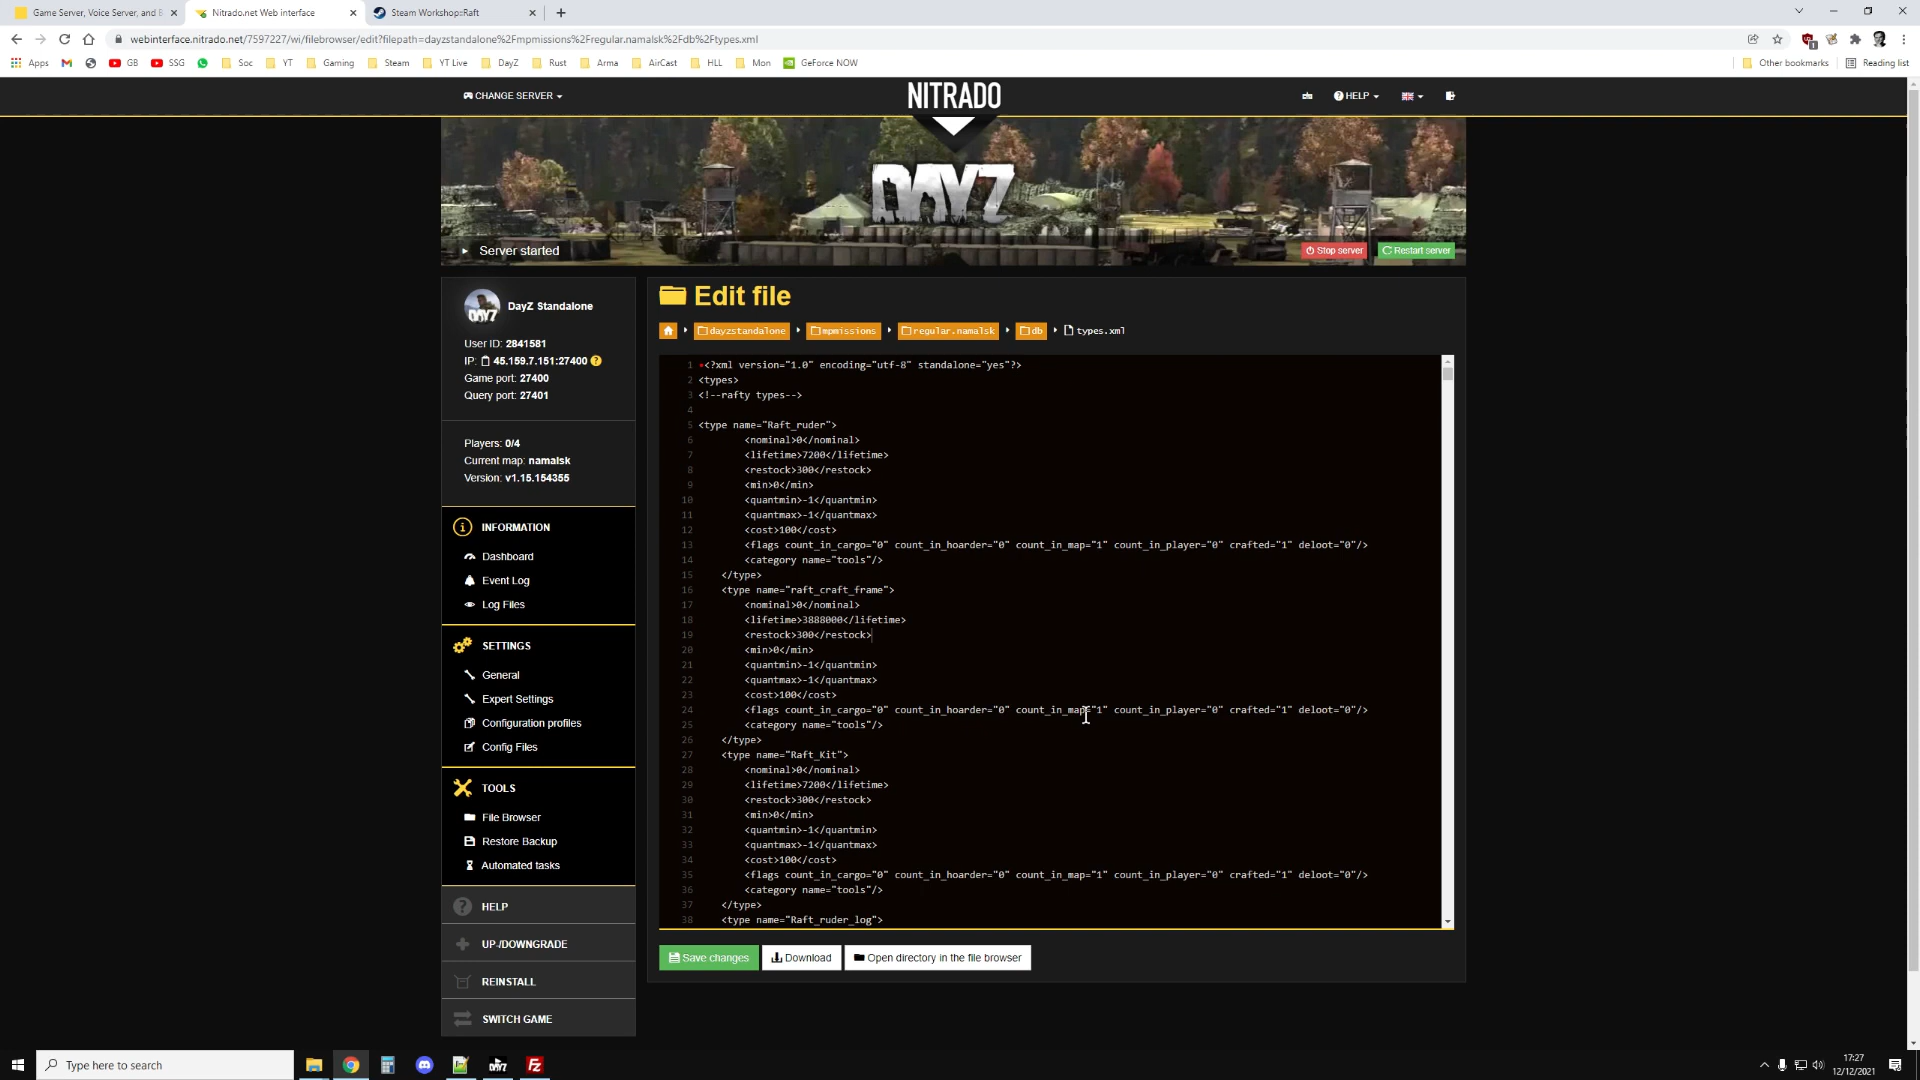 Game Server, Voice Server, and B
Nitrado.net Web interface
Steam Workshop::Raft
webinterface.nitrado.net/7597227/wi/filebrowser/edit?filepath=dayzstandalone%2Fmpmissions%2Fregular.namalsk%2Fdb%2Ftypes.xml
Apps
GB
SSG
Soc
YT
Gaming
Steam
YT Live
DayZ
Rust
Arma
AirCast
HLL
Mon
GeForce NOW
Other bookmarks
Reading list
CHANGE SERVER
NITRADO
HELP
DAYZ
Server started
Stop server
Restart server
DAYZ
DayZ Standalone
User ID: 2841581
IP: 45.159.7.151:27400
Game port: 27400
Query port: 27401
Players: 0/4
Current map: namalsk
Version: v1.15.154355
INFORMATION
Dashboard
Event Log
Log Files
SETTINGS
General
Expert Settings
Configuration profiles
Config Files
TOOLS
File Browser
Restore Backup
Automated tasks
HELP
UP-/DOWNGRADE
REINSTALL
SWITCH GAME
Edit file
dayzstandalone
mpmissions
regular.namalsk
db
types.xml
1 <?xml version="1.0" encoding="utf-8" standalone="yes"?>
2 <types>
3 <!--rafty types-->
4
5 <type name="Raft_ruder">
6 <nominal>0</nominal>
7 <lifetime>7200</lifetime>
8 <restock>300</restock>
9 <min>0</min>
10 <quantmin>-1</quantmin>
11 <quantmax>-1</quantmax>
12 <cost>100</cost>
13 <flags count_in_cargo="0" count_in_hoarder="0" count_in_map="1" count_in_player="0" crafted="1" deloot="0"/>
14 <category name="tools"/>
15 </type>
16 <type name="raft_craft_frame">
17 <nominal>0</nominal>
18 <lifetime>3888000</lifetime>
19 <restock>300</restock>
20 <min>0</min>
21 <quantmin>-1</quantmin>
22 <quantmax>-1</quantmax>
23 <cost>100</cost>
24 <flags count_in_cargo="0" count_in_hoarder="0" count_in_map="1" count_in_player="0" crafted="1" deloot="0"/>
25 <category name="tools"/>
26 </type>
27 <type name="Raft_Kit">
28 <nominal>0</nominal>
29 <lifetime>7200</lifetime>
30 <restock>300</restock>
31 <min>0</min>
32 <quantmin>-1</quantmin>
33 <quantmax>-1</quantmax>
34 <cost>100</cost>
35 <flags count_in_cargo="0" count_in_hoarder="0" count_in_map="1" count_in_player="0" crafted="1" deloot="0"/>
36 <category name="tools"/>
37 </type>
38 <type name="Raft_ruder_log">
Save changes
Download
Open directory in the file browser
Type here to search
DAYZ
17:27
12/12/2021